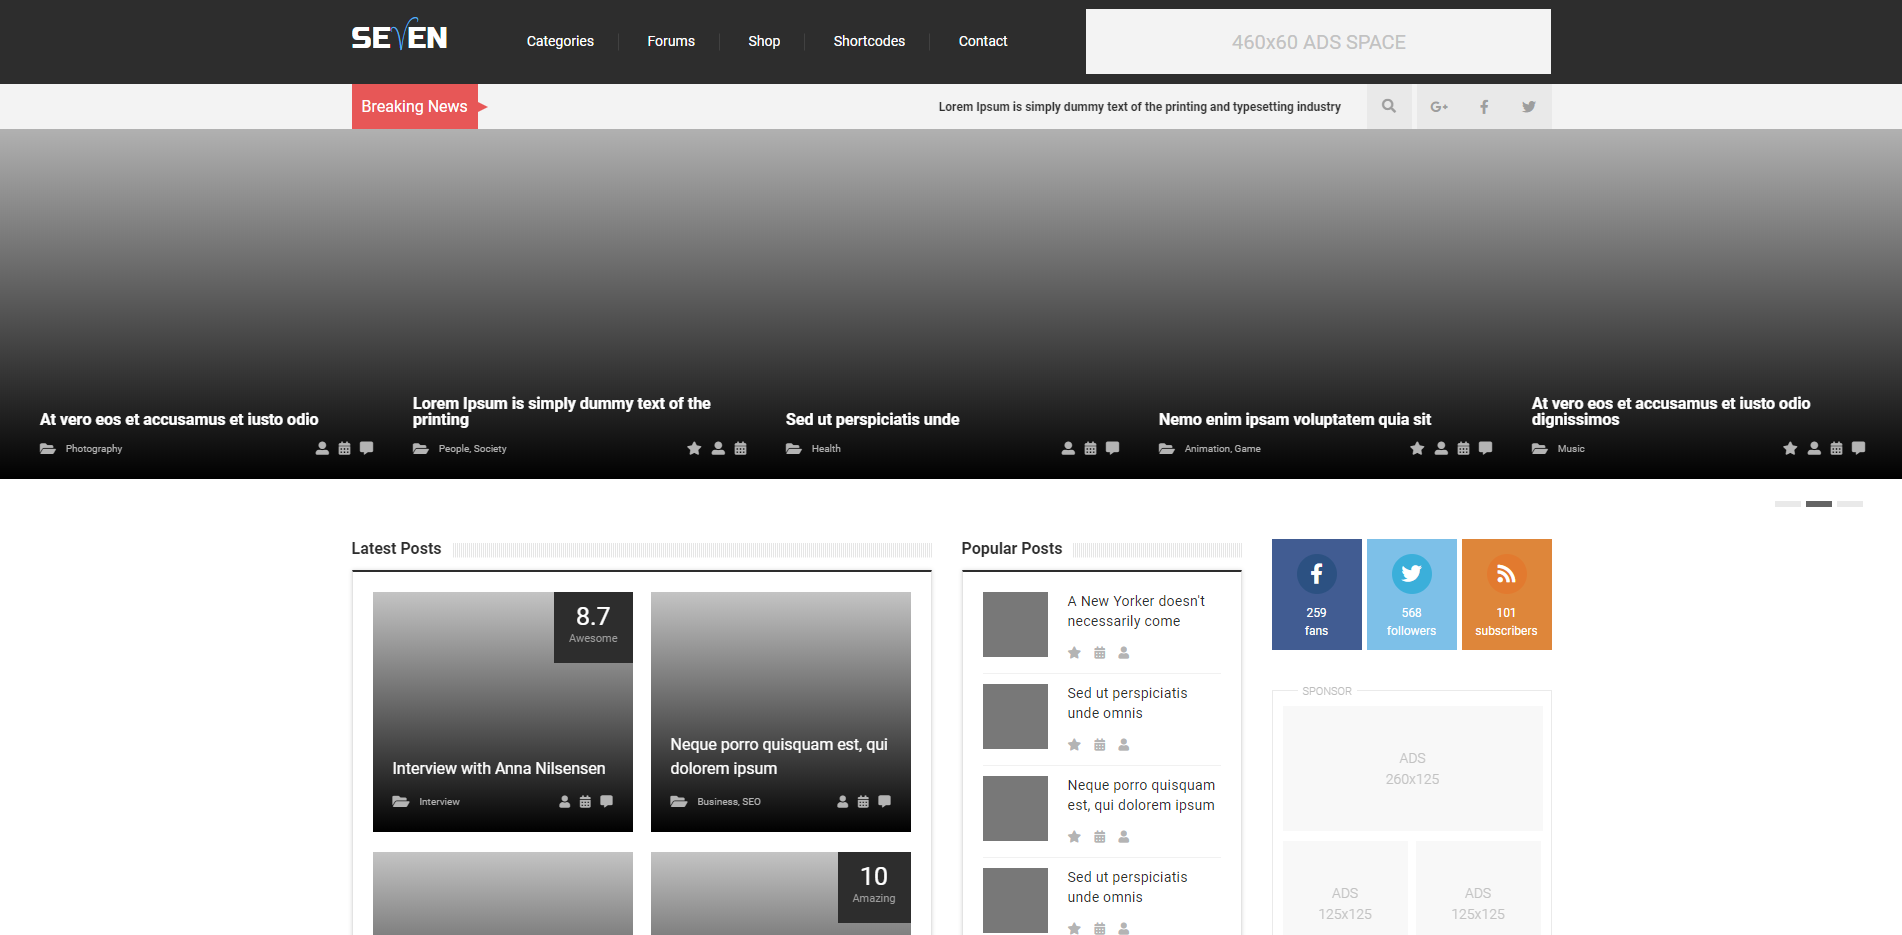 SEVEN
Categories
Forums
Shop
Shortcodes
Contact
460x60 ADS SPACE
Breaking News
Lorem Ipsum is simply dummy text of the printing and typesetting industry
At vero eos et accusamus et iusto odio
Photography
Lorem Ipsum is simply dummy text of the
printing
People, Society
Sed ut perspiciatis unde
Health
Nemo enim ipsam voluptatem quia sit
Animation, Game
At vero eos et accusamus et iusto odio
dignissimos
Music
Latest Posts
8.7
Awesome
Interview with Anna Nilsensen
Interview
Neque porro quisquam est, qui
dolorem ipsum
Business, SEO
10
Amazing
Popular Posts
A New Yorker doesn't
necessarily come
Sed ut perspiciatis
unde omnis
Neque porro quisquam
est, qui dolorem ipsum
Sed ut perspiciatis
unde omnis
259
fans
568
followers
101
subscribers
SPONSOR
ADS
260x125
ADS
125x125
ADS
125x125